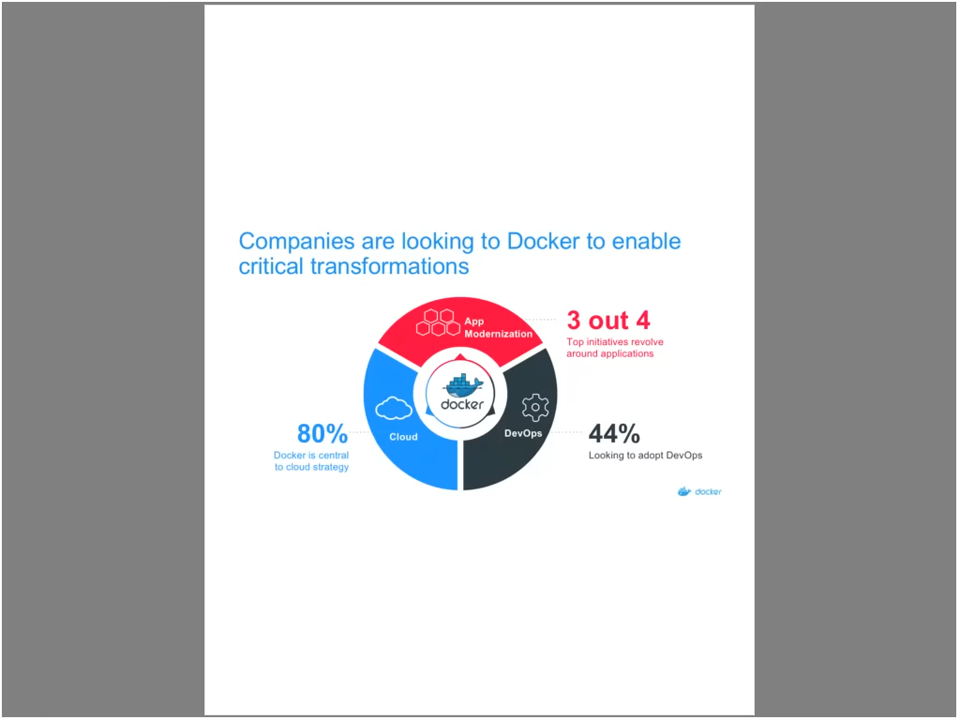 Companies are looking to Docker to enable
critical transformations
App
Modernization
3 out 4
Top initiatives revolve
around applications
docker
80%
Docker is central
to cloud strategy
Cloud
DevOps
44%
Looking to adopt DevOps
docker